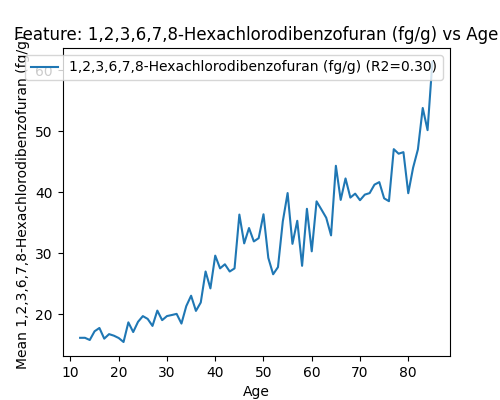 Feature: 1,2,3,6,7,8-Hexachlorodibenzofuran (fg/g) vs Age
1,2,3,6,7,8-Hexachlorodibenzofuran (fg/g) (R2=0.30)
Mean 1,2,3,6,7,8-Hexachlorodibenzofuran (fg/g)
60
50
40
30
20
10 20 30 40 50 60 70 80
Age